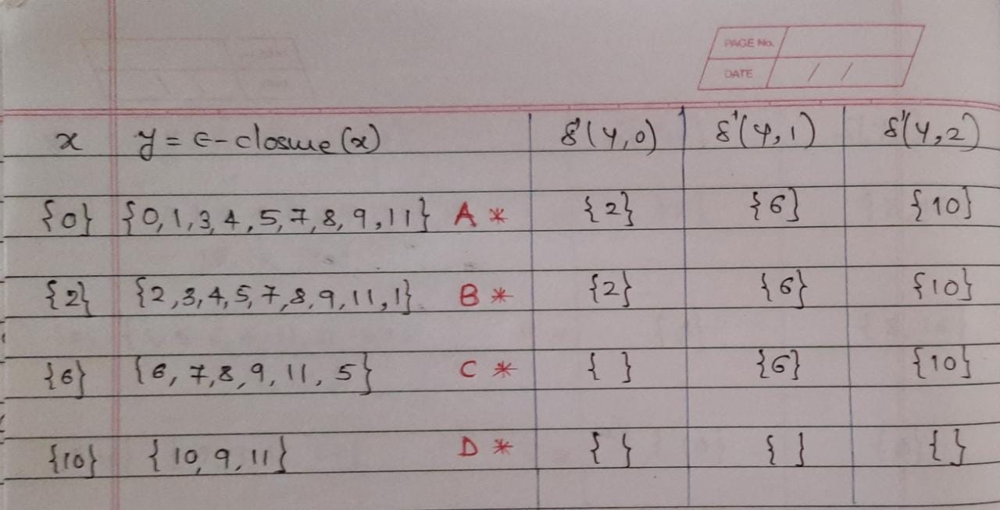 PAGE No.
DATE / /
x y = ε-closure(x) δ'(y,0) δ'(y,1) δ'(y,2)
{0} {0,1,3,4,5,7,8,9,11} A * {2} {6} {10}
{2} {2,3,4,5,7,8,9,11,1} B * {2} {6} {10}
{6} {6,7,8,9,11,5} C * { } {6} {10}
{10} {10,9,11} D * { } { } { }